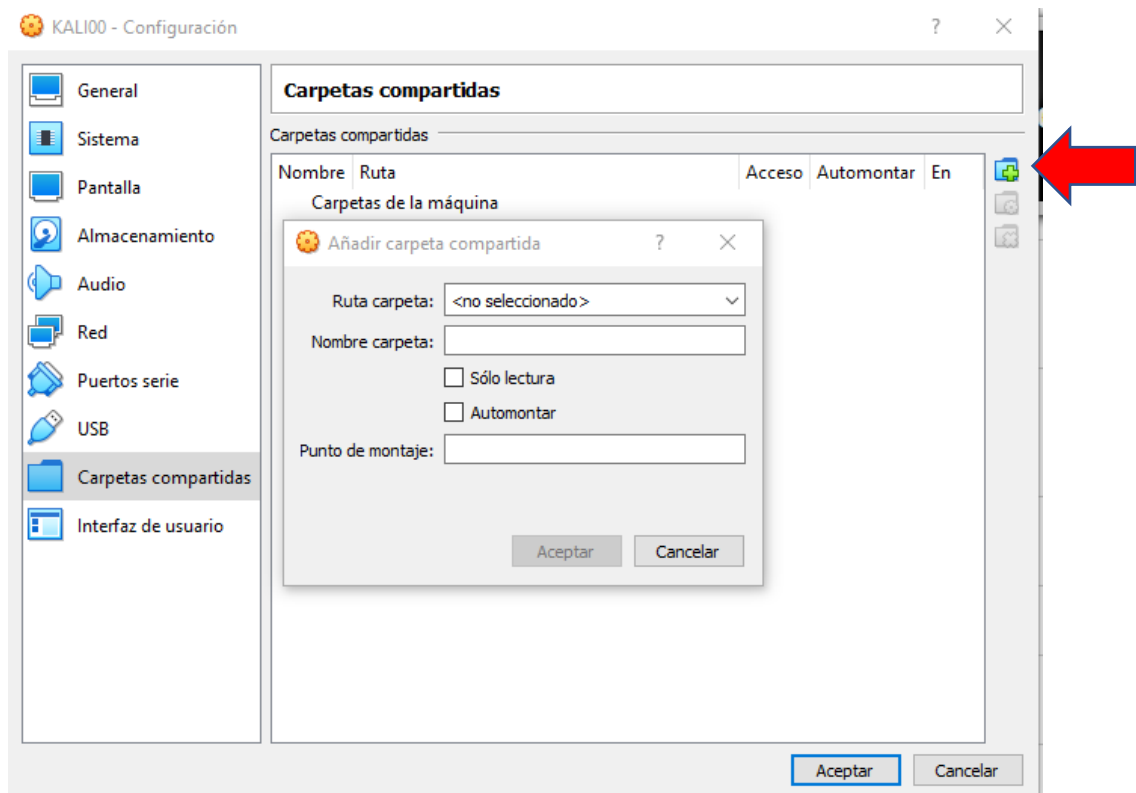 KALI00 - Configuración ?
General
Sistema
Pantalla
Almacenamiento
Audio
Red
Puertos serie
USB
Carpetas compartidas
Interfaz de usuario
Carpetas compartidas
Carpetas compartidas
Nombre Ruta Acceso Automontar En
Carpetas de la máquina
Añadir carpeta compartida ?
Ruta carpeta: <no seleccionado>
Nombre carpeta:
Sólo lectura
Automontar
Punto de montaje:
Aceptar Cancelar
Aceptar Cancelar